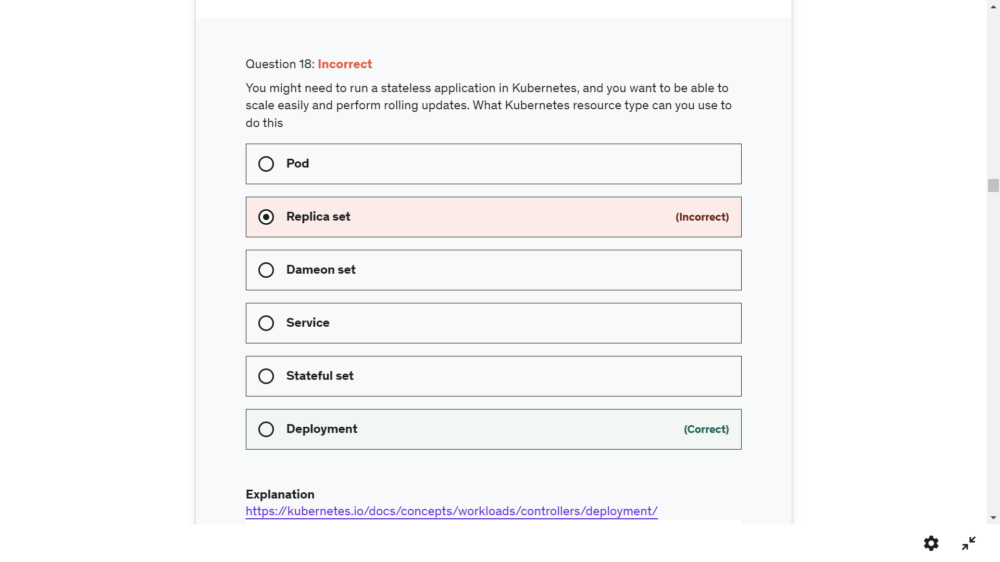 Question 18: Incorrect
You might need to run a stateless application in Kubernetes, and you want to be able to
scale easily and perform rolling updates. What Kubernetes resource type can you use to
do this
Pod
Replica set (Incorrect)
Dameon set
Service
Stateful set
Deployment (Correct)
Explanation
https://kubernetes.io/docs/concepts/workloads/controllers/deployment/